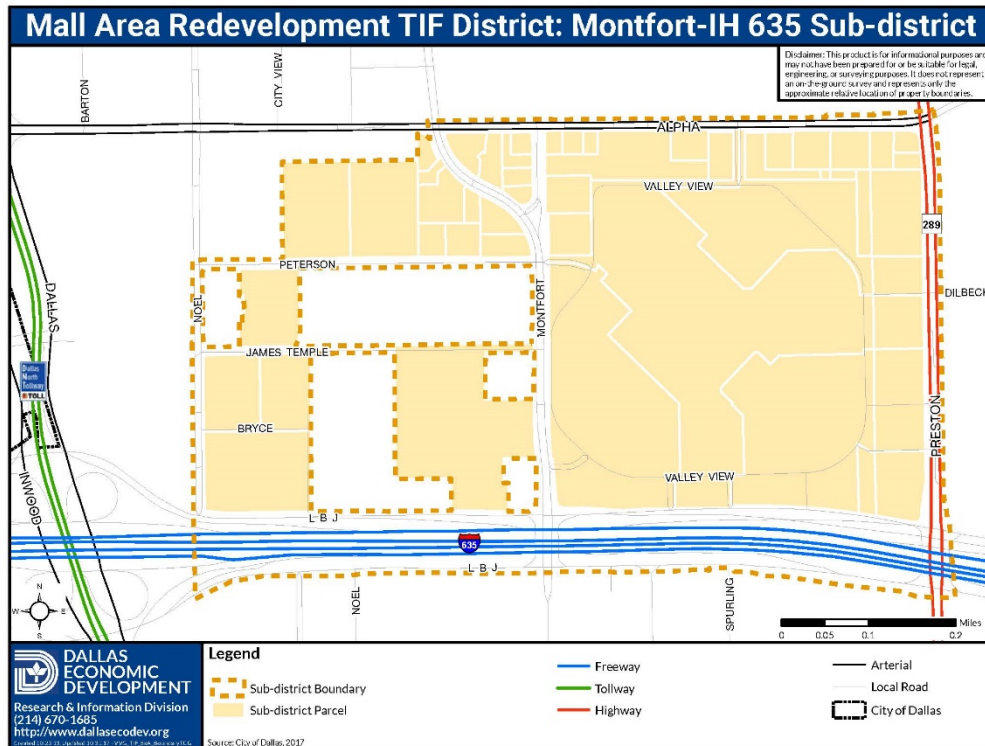 Mall Area Redevelopment TIF District: Montfort-IH 635 Sub-district
Disclaimer: This product is for informational purposes and
may not have been prepared for or be suitable for legal,
engineering, or surveying purposes. It does not represent
an on-the-ground survey and represents only the
approximate relative location of property boundaries.
BARTON
CITY VIEW
ALPHA
VALLEY VIEW
289
PETERSON
NOEL
MONTFORT
DILBECK
DALLAS
JAMES TEMPLE
Dallas
North
Tollway
TOLL
BRYCE
PRESTON
VALLEY VIEW
INWOOD
L B J
635
L B J
NOEL
SPURLING
N
W
E
S
Miles
0 0.05 0.1 0.2
DALLAS
ECONOMIC
DEVELOPMENT
Research & Information Division
(214) 670-1685
http://www.dallasecodev.org
Legend
Sub-district Boundary
Sub-district Parcel
Freeway
Tollway
Highway
Arterial
Local Road
City of Dallas
Source: City of Dallas, 2017